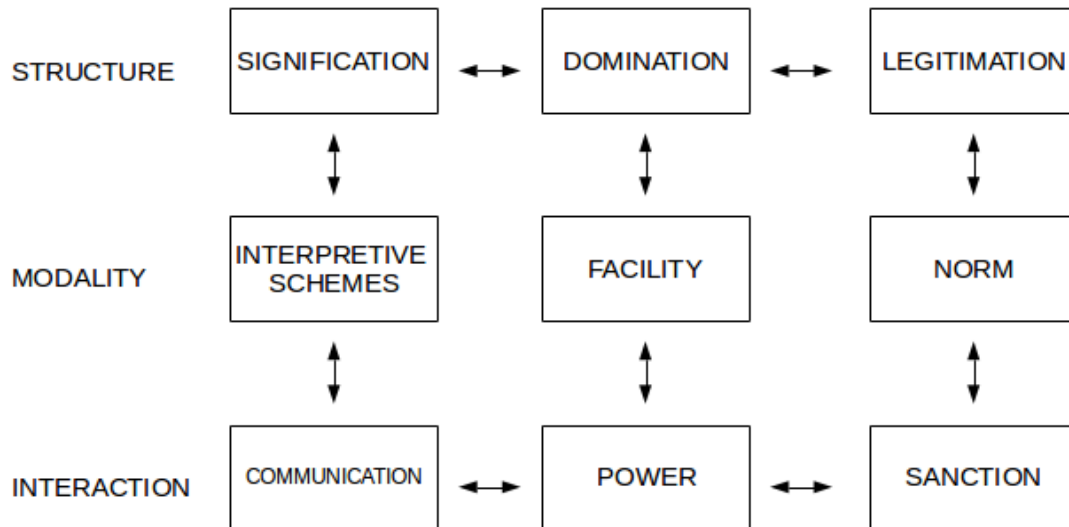 STRUCTURE
SIGNIFICATION
DOMINATION
LEGITIMATION
MODALITY
INTERPRETIVE
SCHEMES
FACILITY
NORM
INTERACTION
COMMUNICATION
POWER
SANCTION